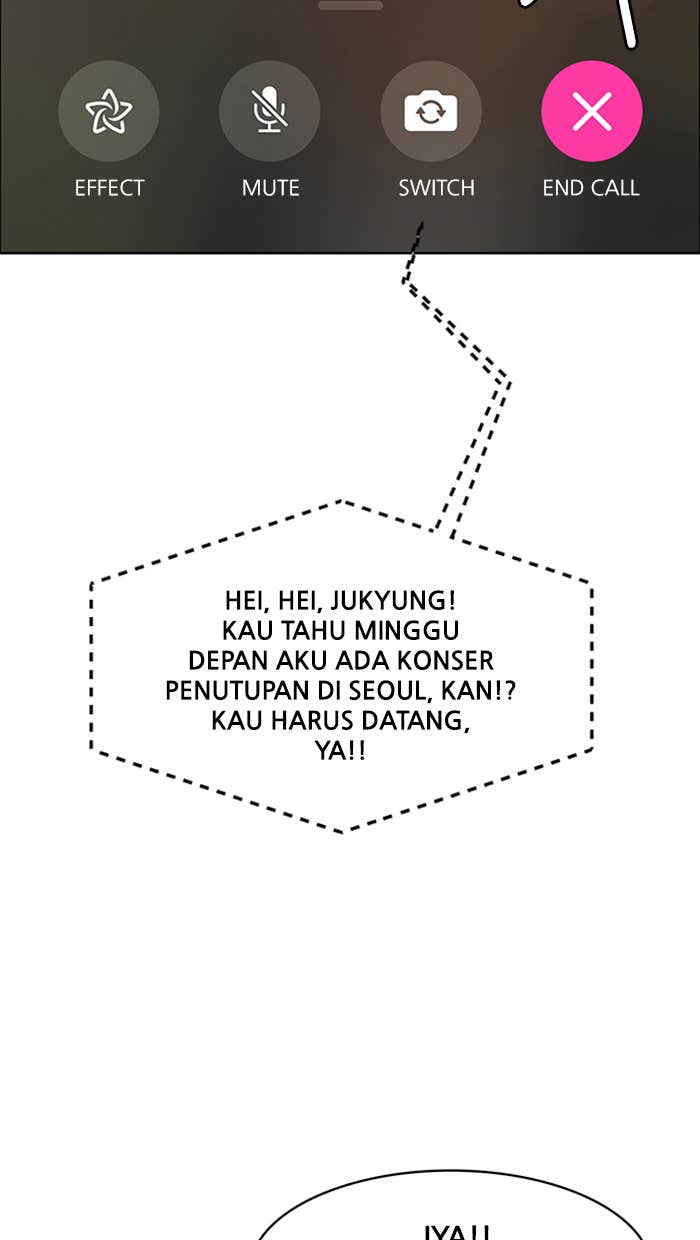 EFFECT MUTE SWITCH END CALL
HEI, HEI, JUKYUNG!
KAU TAHU MINGGU
DEPAN AKU ADA KONSER
PENUTUPAN DI SEOUL, KAN!?
KAU HARUS DATANG,
YA!!
IYA!!